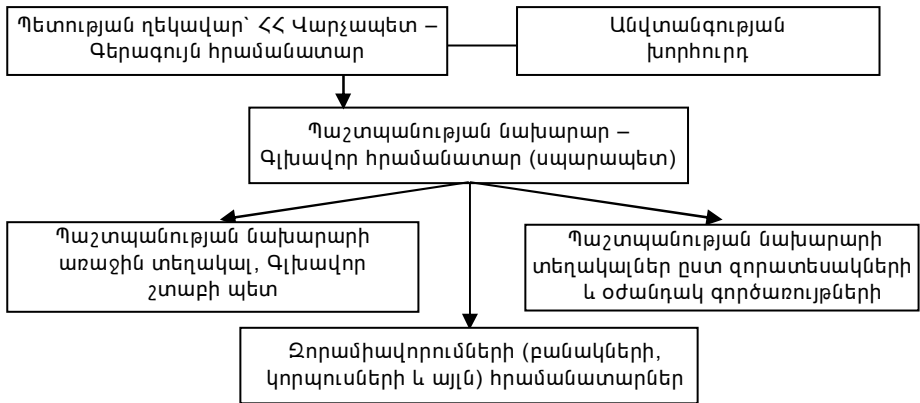 Պետության ղեկավար՝ ՀՀ Վարչապետ –
Գերագույն հրամանատար
Անվտանգության
խորհուրդ
Պաշտպանության նախարար –
Գլխավոր հրամանատար (սպարապետ)
Պաշտպանության նախարարի
առաջին տեղակալ, Գլխավոր
շտաբի պետ
Պաշտպանության նախարարի
տեղակալներ ըստ զորատեսակների
և օժանդակ գործառույթների
Զորամիավորումների (բանակների,
կորպուսների և այլն) հրամանատարներ